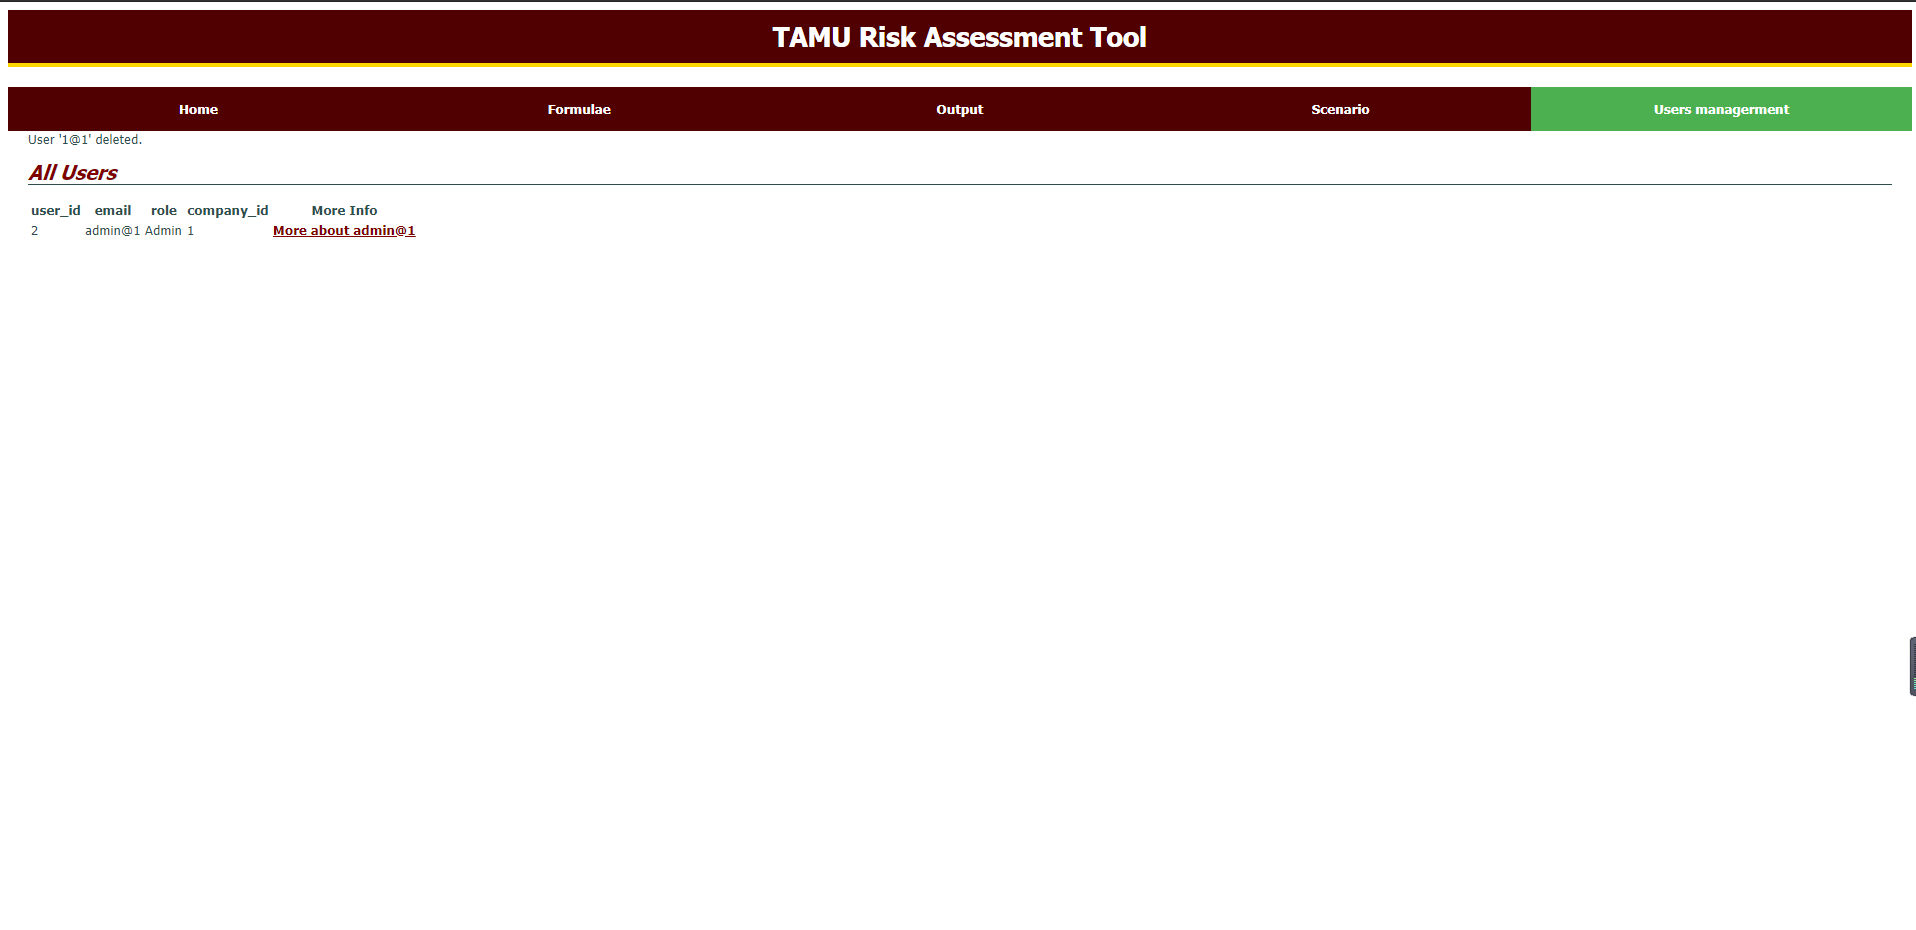 TAMU Risk Assessment Tool
Home Formulae Output Scenario Users managerment
User '1@1' deleted.
All Users
user_id email role company_id More Info
2 admin@1 Admin 1 More about admin@1